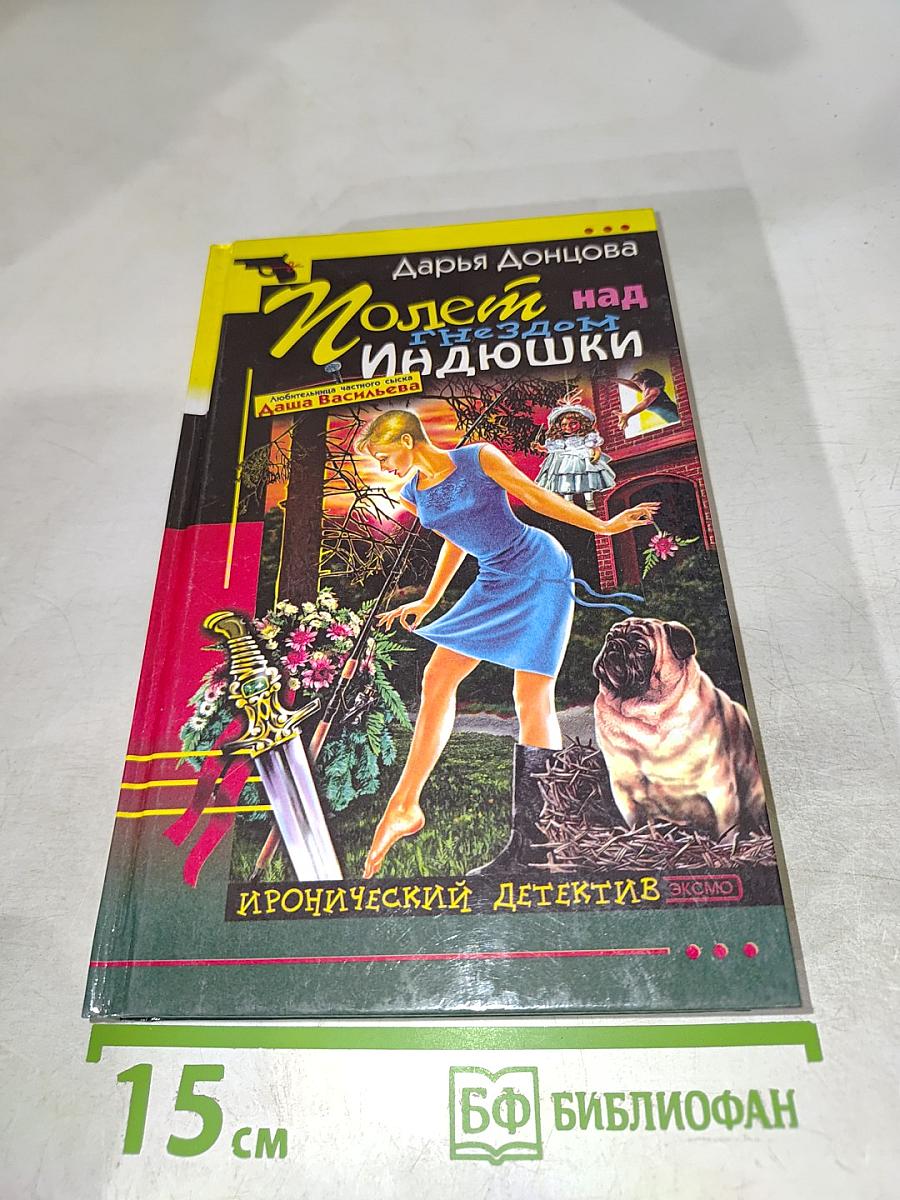 Дарья Донцова
Полет над
гнездом
Индюшки
Любительница частного сыска
Даша Васильева
ИРОНИЧЕСКИЙ ДЕТЕКТИВ ЭКСМО
15 см
БФ БИБЛИОФАН